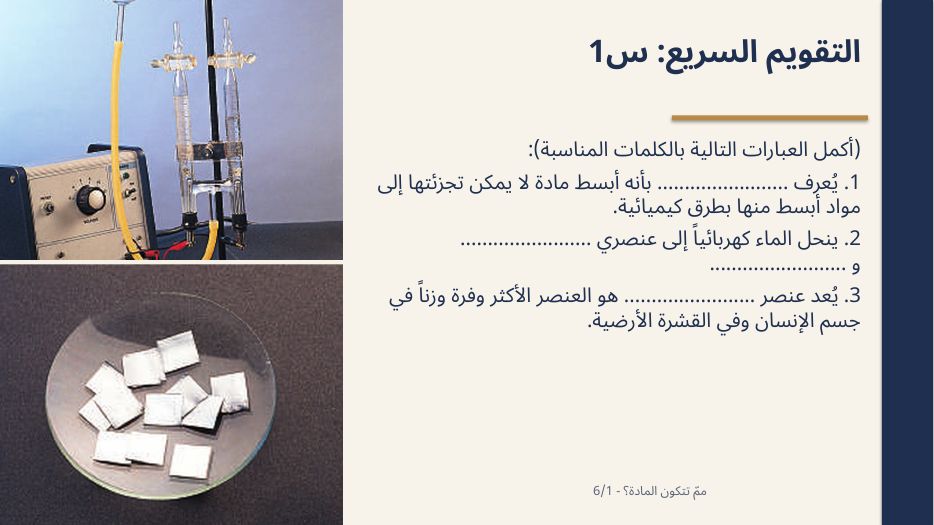 التقويم السريع: س1
(أكمل العبارات التالية بالكلمات المناسبة):
1. يُعرف ........................ بأنه أبسط مادة لا يمكن تجزئتها إلى
مواد أبسط منها بطرق كيميائية.
2. ينحل الماء كهربائياً إلى عنصري ........................
و .........................
3. يُعد عنصر ........................ هو العنصر الأكثر وفرة وزناً في
جسم الإنسان وفي القشرة الأرضية.
ممّ تتكون المادة؟ - 6/1